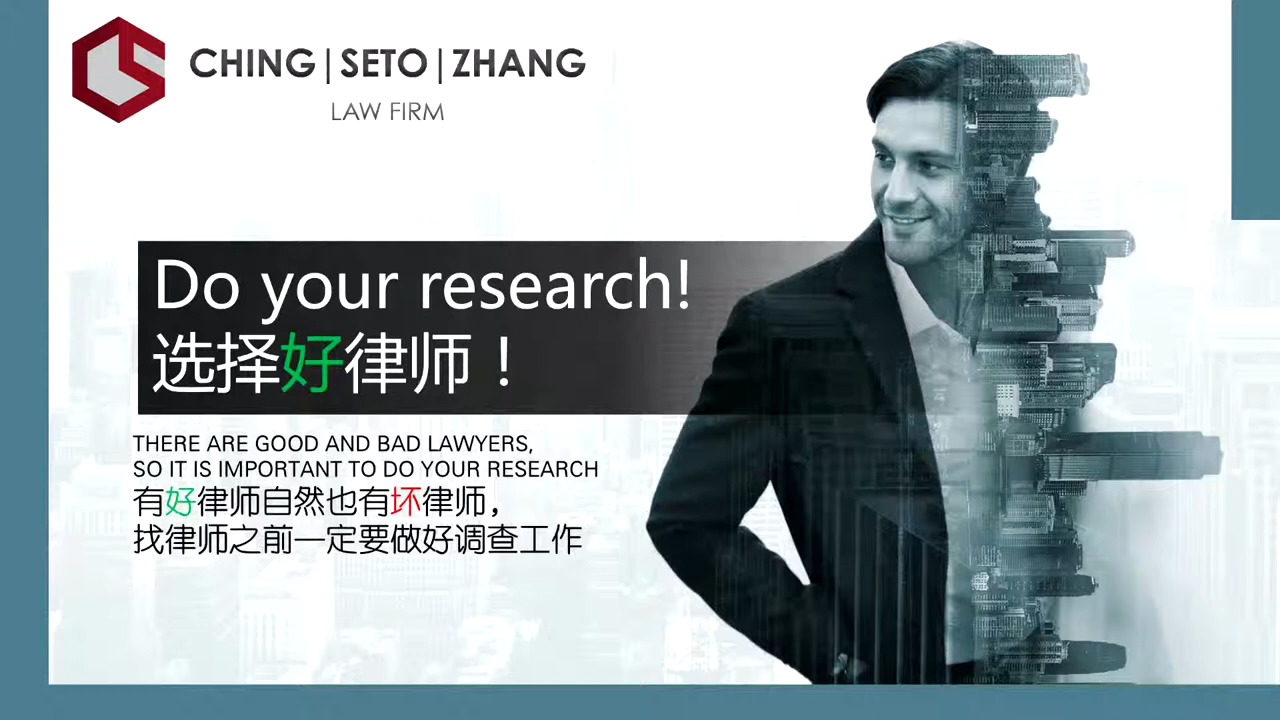 CHING|SETO|ZHANG
LAW FIRM
Do your research!
选择好律师！
THERE ARE GOOD AND BAD LAWYERS,
SO IT IS IMPORTANT TO DO YOUR RESEARCH
有好律师自然也有坏律师，
找律师之前一定要做好调查工作